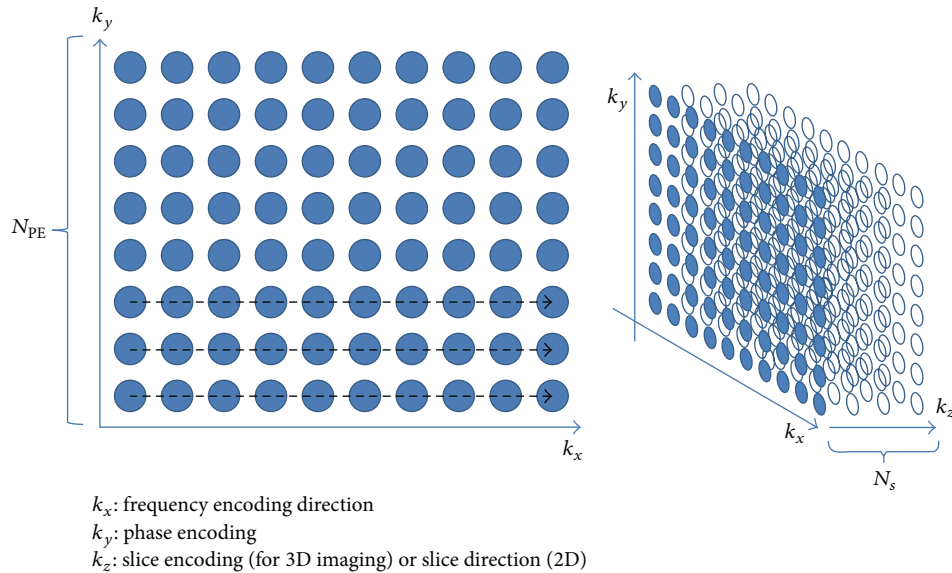 k_y
N_PE
k_x
k_y
k_x
k_z
N_s
k_x: frequency encoding direction
k_y: phase encoding
k_z: slice encoding (for 3D imaging) or slice direction (2D)